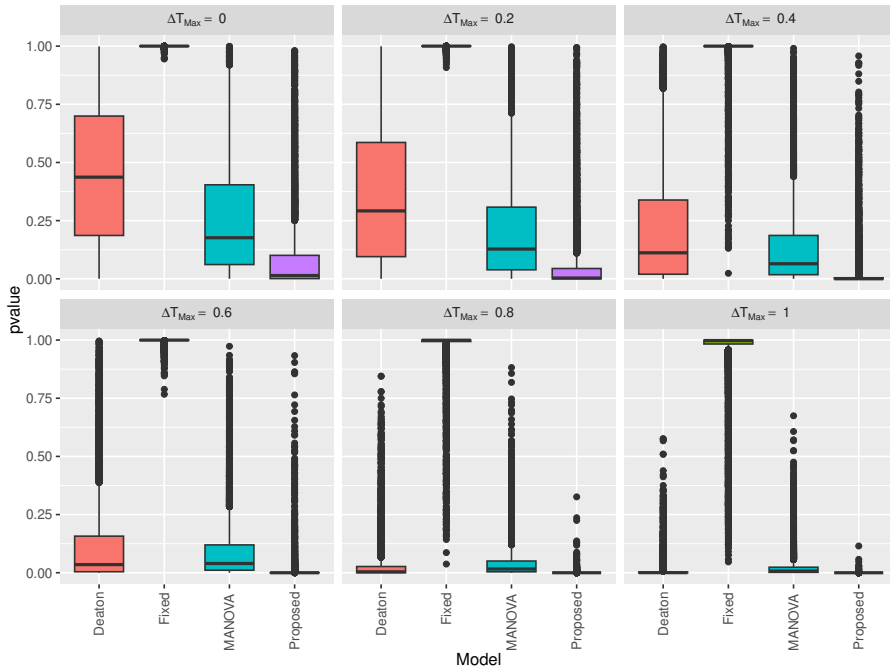 ΔT_Max = 0
ΔT_Max = 0.2
ΔT_Max = 0.4
1.00
0.75
0.50
0.25
0.00
ΔT_Max = 0.6
ΔT_Max = 0.8
ΔT_Max = 1
1.00
0.75
0.50
0.25
0.00
pvalue
Deaton
Fixed
MANOVA
Proposed
Deaton
Fixed
MANOVA
Proposed
Deaton
Fixed
MANOVA
Proposed
Model